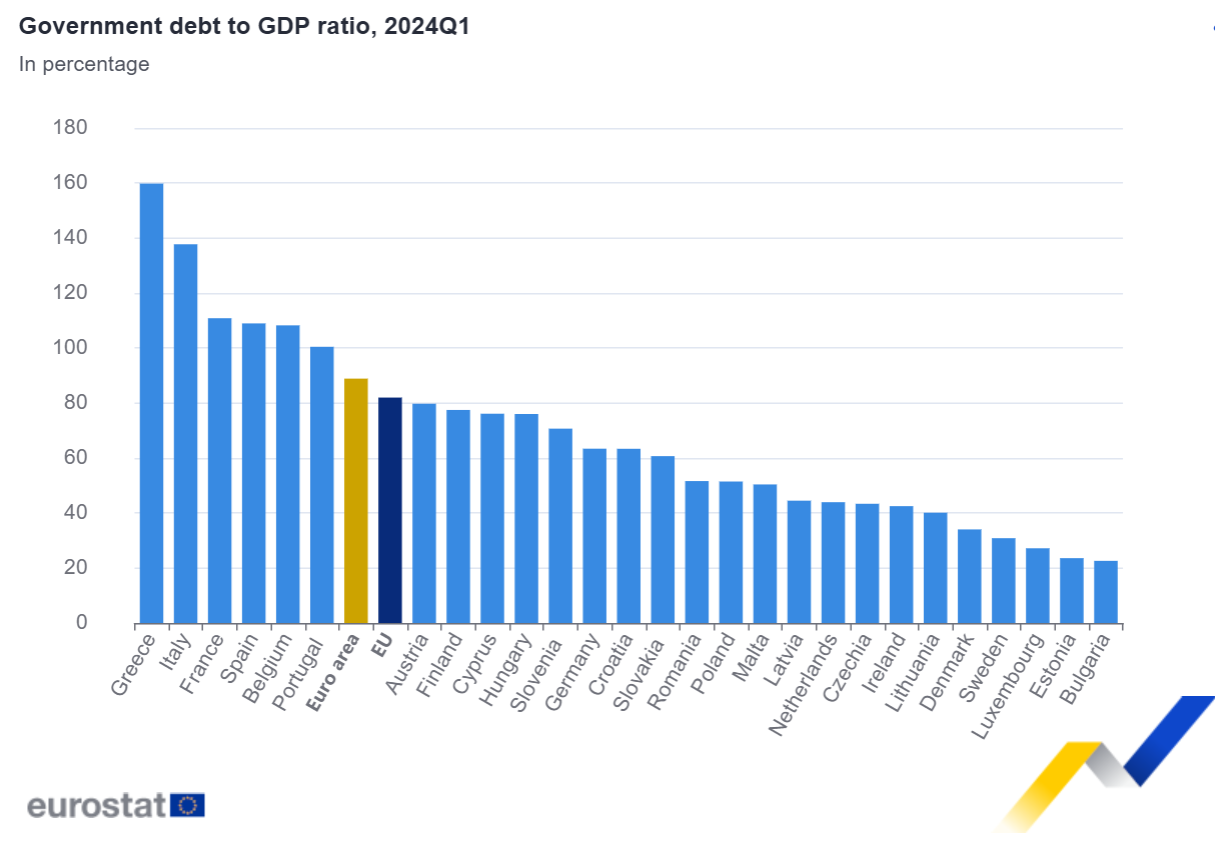 Government debt to GDP ratio, 2024Q1
In percentage
180
160
140
120
100
80
60
40
20
0
Greece
Italy
France
Spain
Belgium
Portugal
Euro area
EU
Austria
Finland
Cyprus
Hungary
Slovenia
Germany
Croatia
Slovakia
Romania
Poland
Malta
Latvia
Netherlands
Czechia
Ireland
Lithuania
Denmark
Sweden
Luxembourg
Estonia
Bulgaria
eurostat